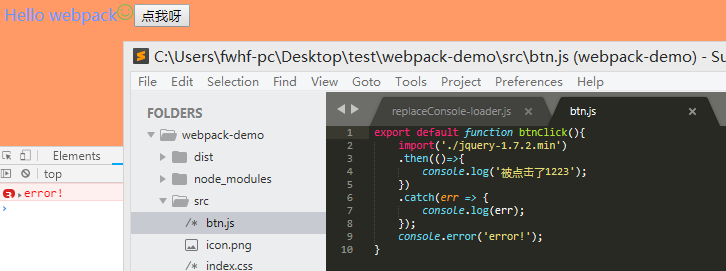 Hello webpack 点我呀
C:\Users\fwhf-pc\Desktop\test\webpack-demo\src\btn.js (webpack-demo) - Su
File Edit Selection Find View Goto Tools Project Preferences Help
FOLDERS
webpack-demo
dist
node_modules
src
btn.js
icon.png
index.css
replaceConsole-loader.js btn.js
1 export default function btnClick(){
2 import('./jquery-1.7.2.min')
3 .then(()=>{
4 console.log('被点击了1223');
5 })
6 .catch(err => {
7 console.log(err);
8 });
9 console.error('error!');
10 }
Elements
top
error!